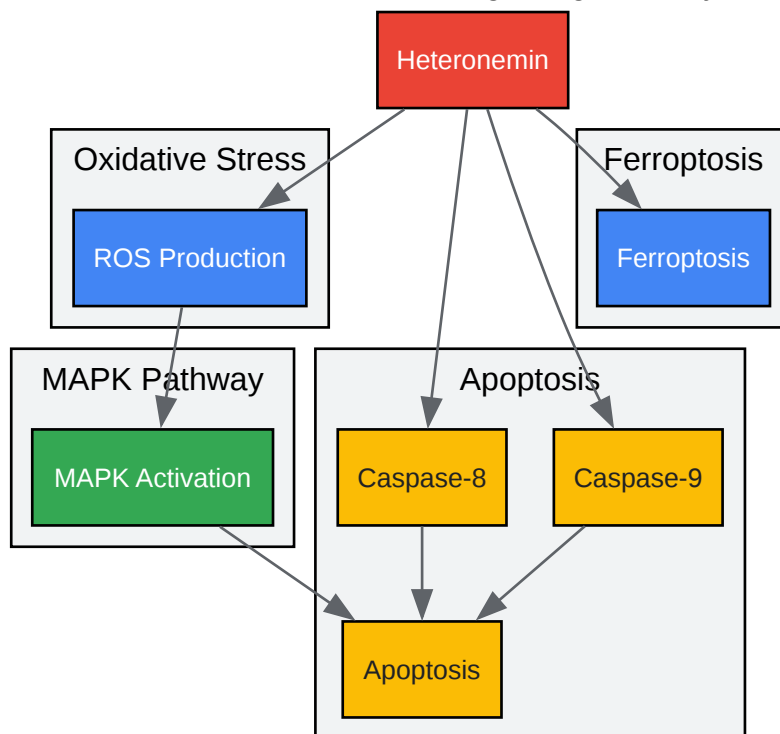 Heteronemin
Oxidative Stress
Ferroptosis
ROS Production
Ferroptosis
MAPK Pathway
Apoptosis
MAPK Activation
Caspase-8
Caspase-9
Apoptosis